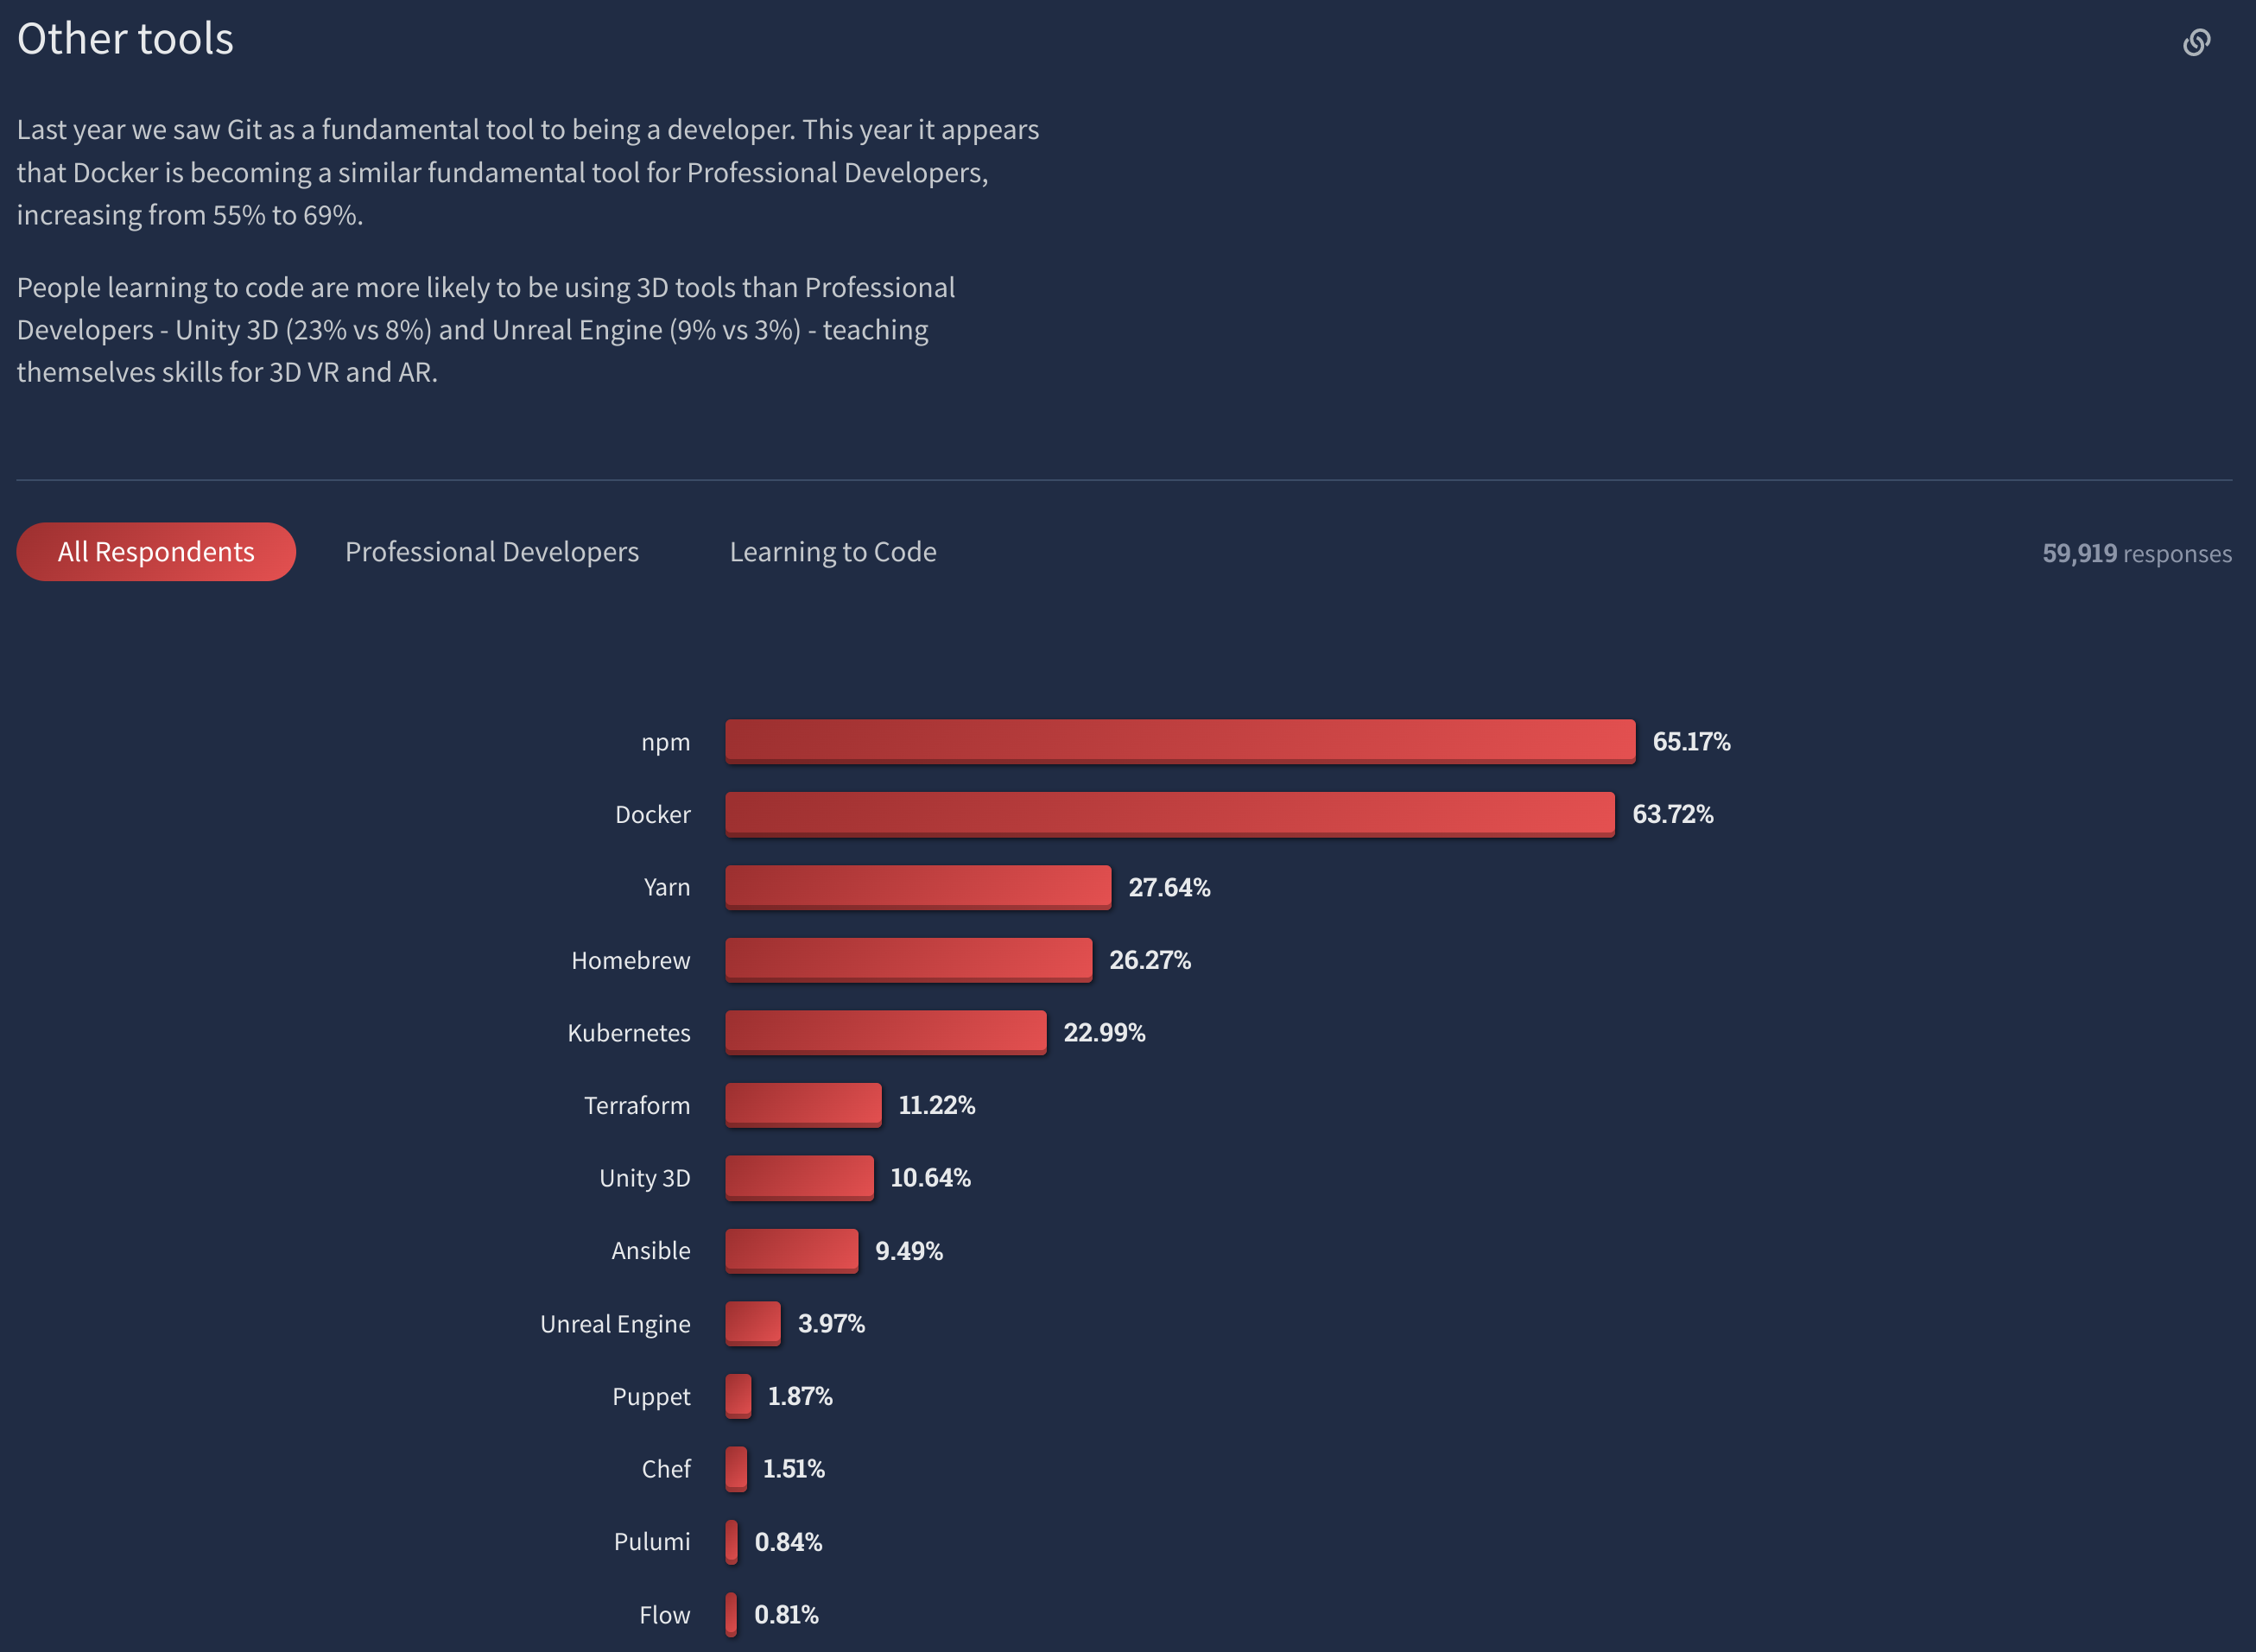 Other tools
Last year we saw Git as a fundamental tool to being a developer. This year it appears
that Docker is becoming a similar fundamental tool for Professional Developers,
increasing from 55% to 69%.
People learning to code are more likely to be using 3D tools than Professional
Developers - Unity 3D (23% vs 8%) and Unreal Engine (9% vs 3%) - teaching
themselves skills for 3D VR and AR.
All Respondents Professional Developers Learning to Code 59,919 responses
npm 65.17%
Docker 63.72%
Yarn 27.64%
Homebrew 26.27%
Kubernetes 22.99%
Terraform 11.22%
Unity 3D 10.64%
Ansible 9.49%
Unreal Engine 3.97%
Puppet 1.87%
Chef 1.51%
Pulumi 0.84%
Flow 0.81%